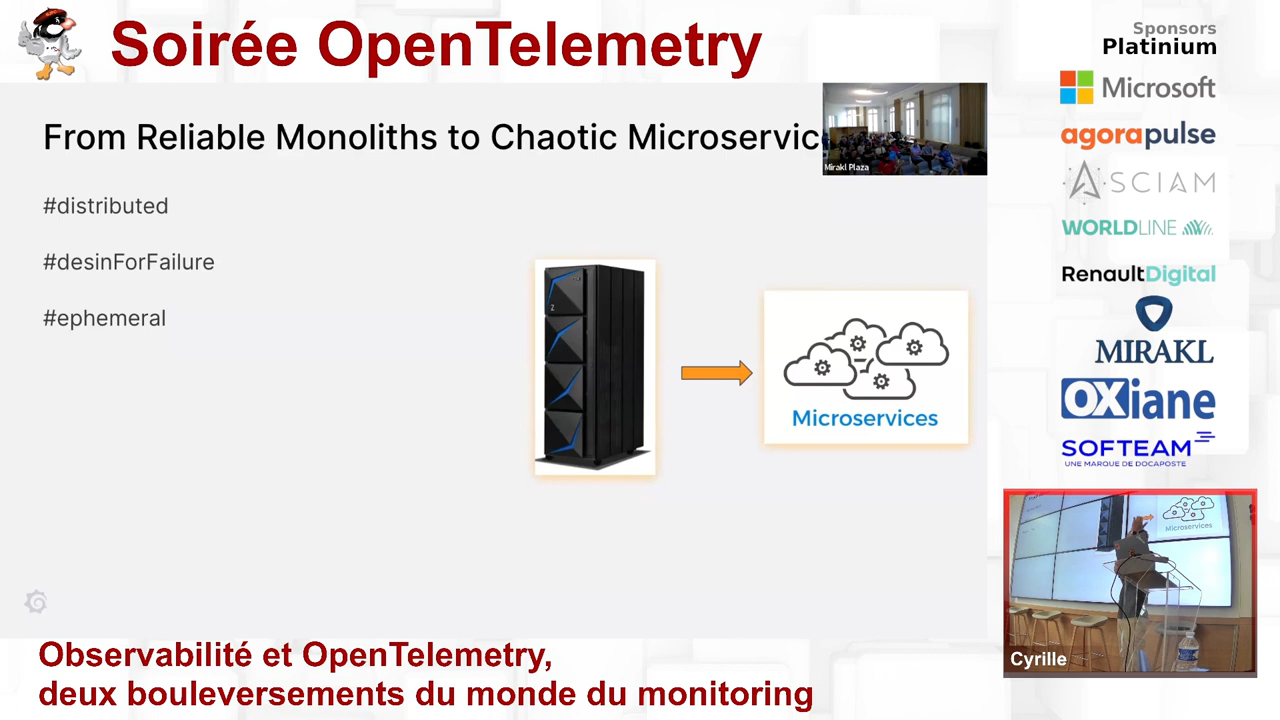 Soirée OpenTelemetry
Sponsors
Platinium
Microsoft
agorapulse
ASCIAM
WORLDLINE
RenaultDigital
MIRAKL
OXiane
SOFTEAM
UNE MARQUE DE DOCAPOSTE
From Reliable Monoliths to Chaotic Microservic
Mirakl Plaza
#distributed
#desinForFailure
#ephemeral
Z
Microservices
Microservices
Cyrille
Observabilité et OpenTelemetry,
deux bouleversements du monde du monitoring